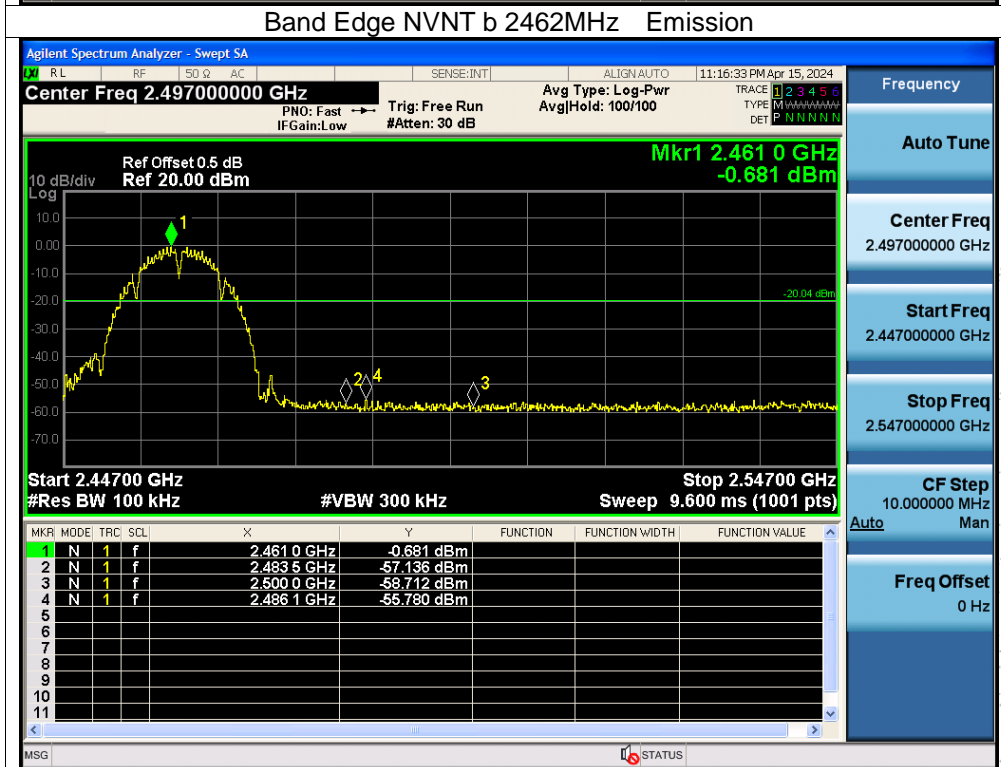 Band Edge NVNT b 2462MHz Emission
Agilent Spectrum Analyzer - Swept SA
LXI RL RF 50 Ω AC SENSE:INT ALIGN AUTO 11:16:33 PM Apr 15, 2024
Center Freq 2.497000000 GHz
PNO: Fast
IFGain:Low
Trig: Free Run
#Atten: 30 dB
Avg Type: Log-Pwr
Avg|Hold: 100/100
TRACE 1 2 3 4 5 6
TYPE M WWWWW
DET P N N N N N
Mkr1 2.461 0 GHz
-0.681 dBm
Ref Offset 0.5 dB
10 dB/div Ref 20.00 dBm
Log
10.0
0.00
-10.0
-20.0
-30.0
-40.0
-50.0
-60.0
-70.0
1
-20.04 dBm
2 4 3
Start 2.44700 GHz Stop 2.54700 GHz
#Res BW 100 kHz #VBW 300 kHz Sweep 9.600 ms (1001 pts)
MKR MODE TRC SCL X Y FUNCTION FUNCTION WIDTH FUNCTION VALUE
1 N 1 f 2.461 0 GHz -0.681 dBm
2 N 1 f 2.483 5 GHz -57.136 dBm
3 N 1 f 2.500 0 GHz -58.712 dBm
4 N 1 f 2.486 1 GHz -55.780 dBm
5
6
7
8
9
10
11
MSG STATUS
Frequency
Auto Tune
Center Freq
2.497000000 GHz
Start Freq
2.447000000 GHz
Stop Freq
2.547000000 GHz
CF Step
10.000000 MHz
Auto Man
Freq Offset
0 Hz